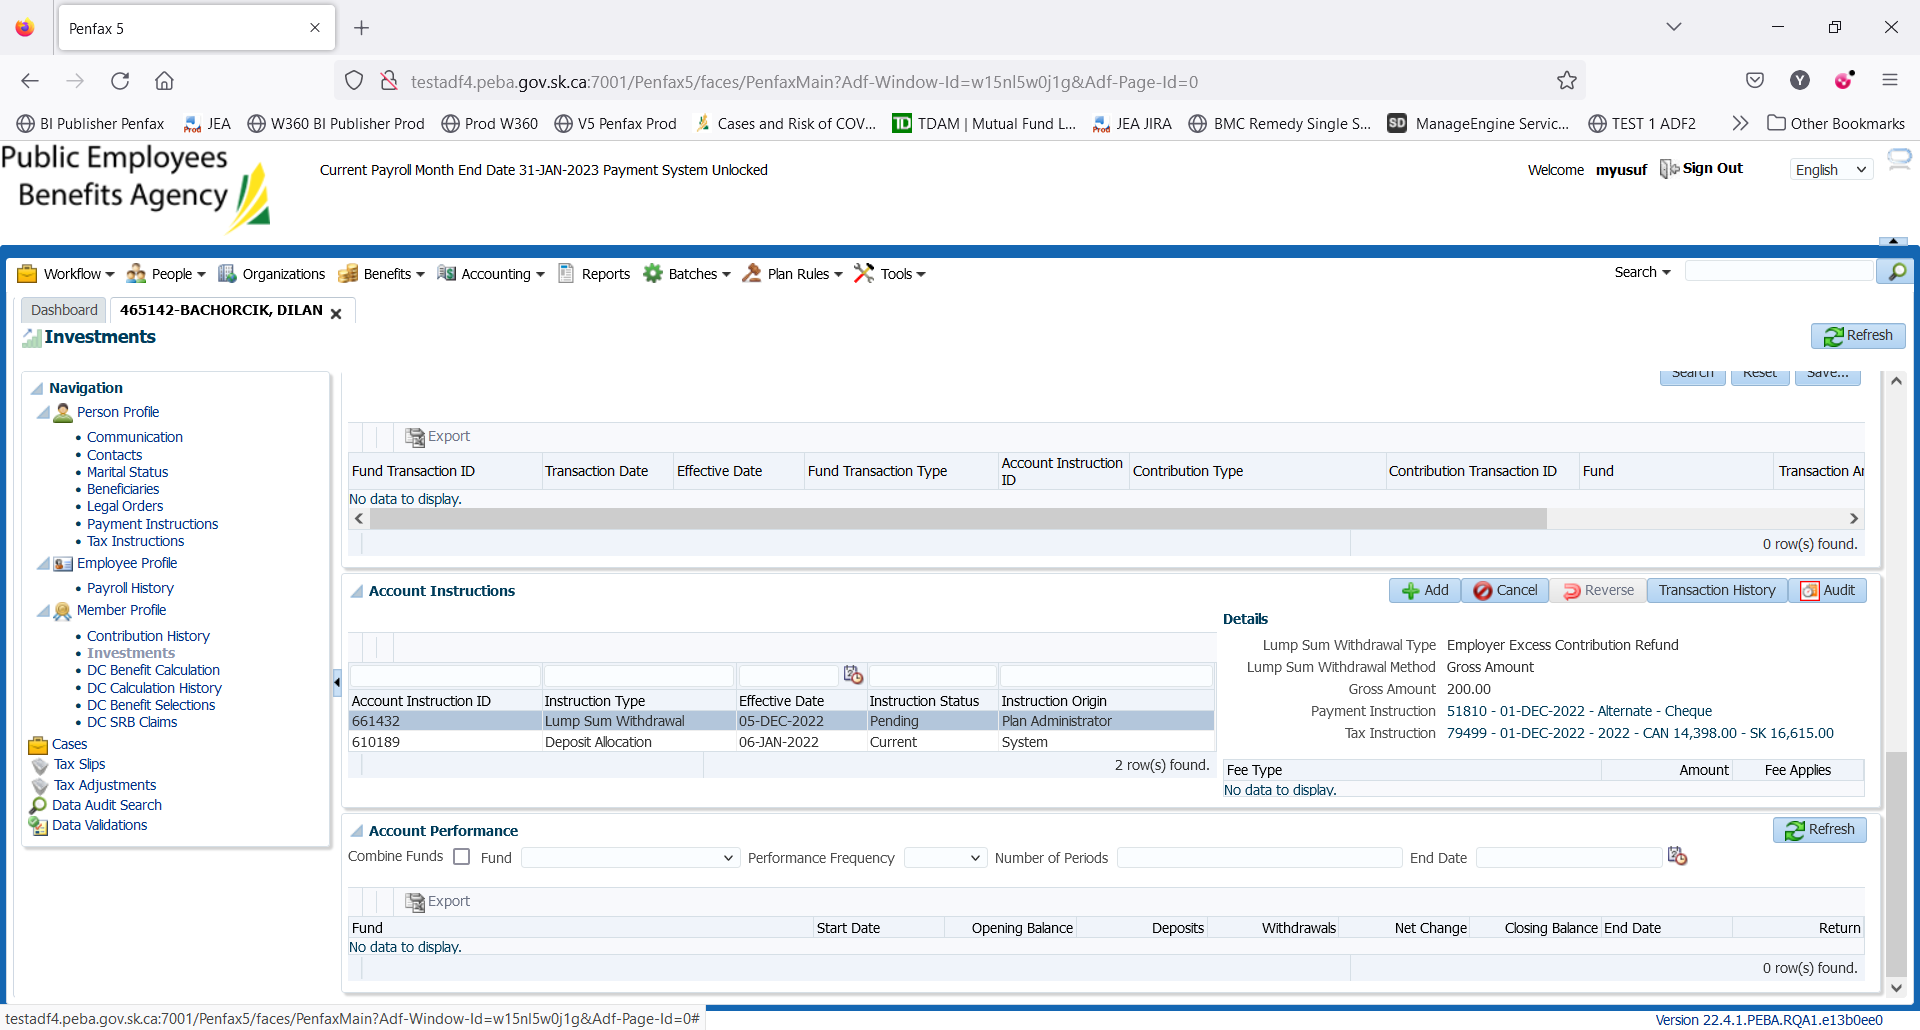 Penfax 5
testadf4.peba.gov.sk.ca:7001/Penfax5/faces/PenfaxMain?Adf-Window-Id=w15nl5w0j1g&Adf-Page-Id=0
Y
BI Publisher Penfax
JEA
W360 BI Publisher Prod
Prod W360
V5 Penfax Prod
Cases and Risk of COV...
TDAM | Mutual Fund L...
JEA JIRA
BMC Remedy Single S...
SD ManageEngine Servic...
TEST 1 ADF2
Other Bookmarks
Public Employees
Benefits Agency
Current Payroll Month End Date 31-JAN-2023 Payment System Unlocked
Welcome myusuf Sign Out English
Workflow People Organizations Benefits Accounting Reports Batches Plan Rules Tools Search
Dashboard 465142-BACHORCIK, DILAN
Investments
Refresh
Navigation
Person Profile
Communication
Contacts
Marital Status
Beneficiaries
Legal Orders
Payment Instructions
Tax Instructions
Employee Profile
Payroll History
Member Profile
Contribution History
Investments
DC Benefit Calculation
DC Calculation History
DC Benefit Selections
DC SRB Claims
Cases
Tax Slips
Tax Adjustments
Data Audit Search
Data Validations
Search Reset Save...
Export
Fund Transaction ID Transaction Date Effective Date Fund Transaction Type Account Instruction ID Contribution Type Contribution Transaction ID Fund Transaction Ar
No data to display.
0 row(s) found.
Account Instructions
Add Cancel Reverse Transaction History Audit
Account Instruction ID Instruction Type Effective Date Instruction Status Instruction Origin
661432 Lump Sum Withdrawal 05-DEC-2022 Pending Plan Administrator
610189 Deposit Allocation 06-JAN-2022 Current System
2 row(s) found.
Details
Lump Sum Withdrawal Type Employer Excess Contribution Refund
Lump Sum Withdrawal Method Gross Amount
Gross Amount 200.00
Payment Instruction 51810 - 01-DEC-2022 - Alternate - Cheque
Tax Instruction 79499 - 01-DEC-2022 - 2022 - CAN 14,398.00 - SK 16,615.00
Fee Type Amount Fee Applies
No data to display.
Account Performance
Refresh
Combine Funds Fund Performance Frequency Number of Periods End Date
Export
Fund Start Date Opening Balance Deposits Withdrawals Net Change Closing Balance End Date Return
No data to display.
0 row(s) found.
testadf4.peba.gov.sk.ca:7001/Penfax5/faces/PenfaxMain?Adf-Window-Id=w15nl5w0j1g&Adf-Page-Id=0#
Version 22.4.1.PEBA.RQA1.e13b0ee0